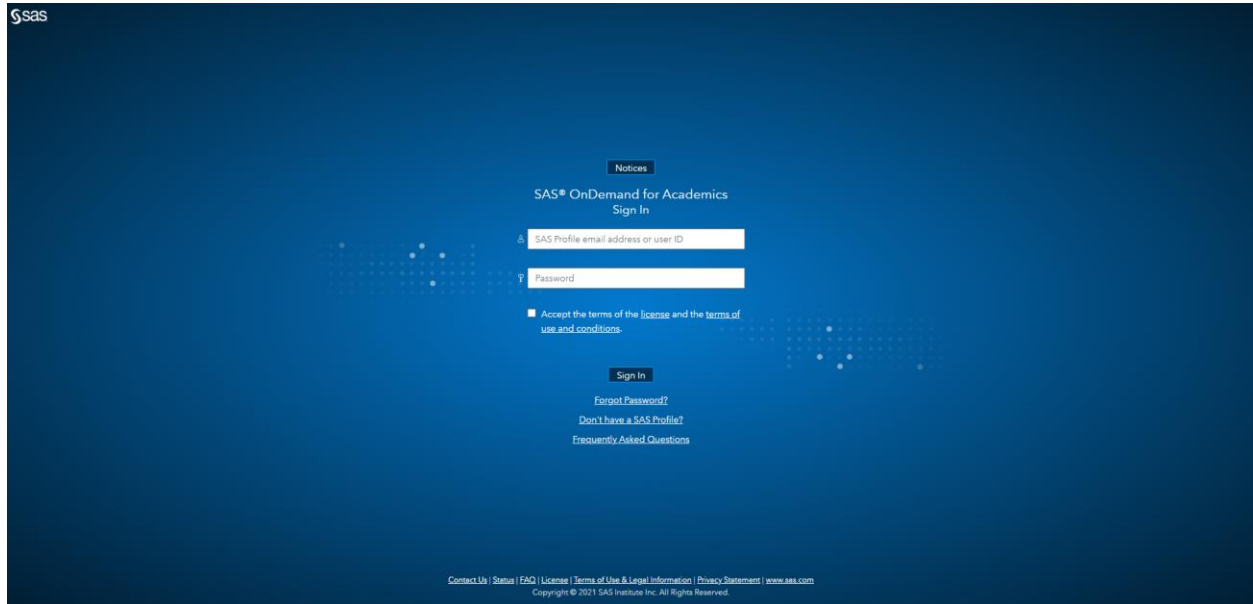 sas
Notices
SAS® OnDemand for Academics
Sign In
SAS Profile email address or user ID
Password
Accept the terms of the license and the terms of
use and conditions.
Sign In
Forgot Password?
Don't have a SAS Profile?
Frequently Asked Questions
Contact Us | Status | FAQ | License | Terms of Use & Legal Information | Privacy Statement | www.sas.com
Copyright © 2021 SAS Institute Inc. All Rights Reserved.